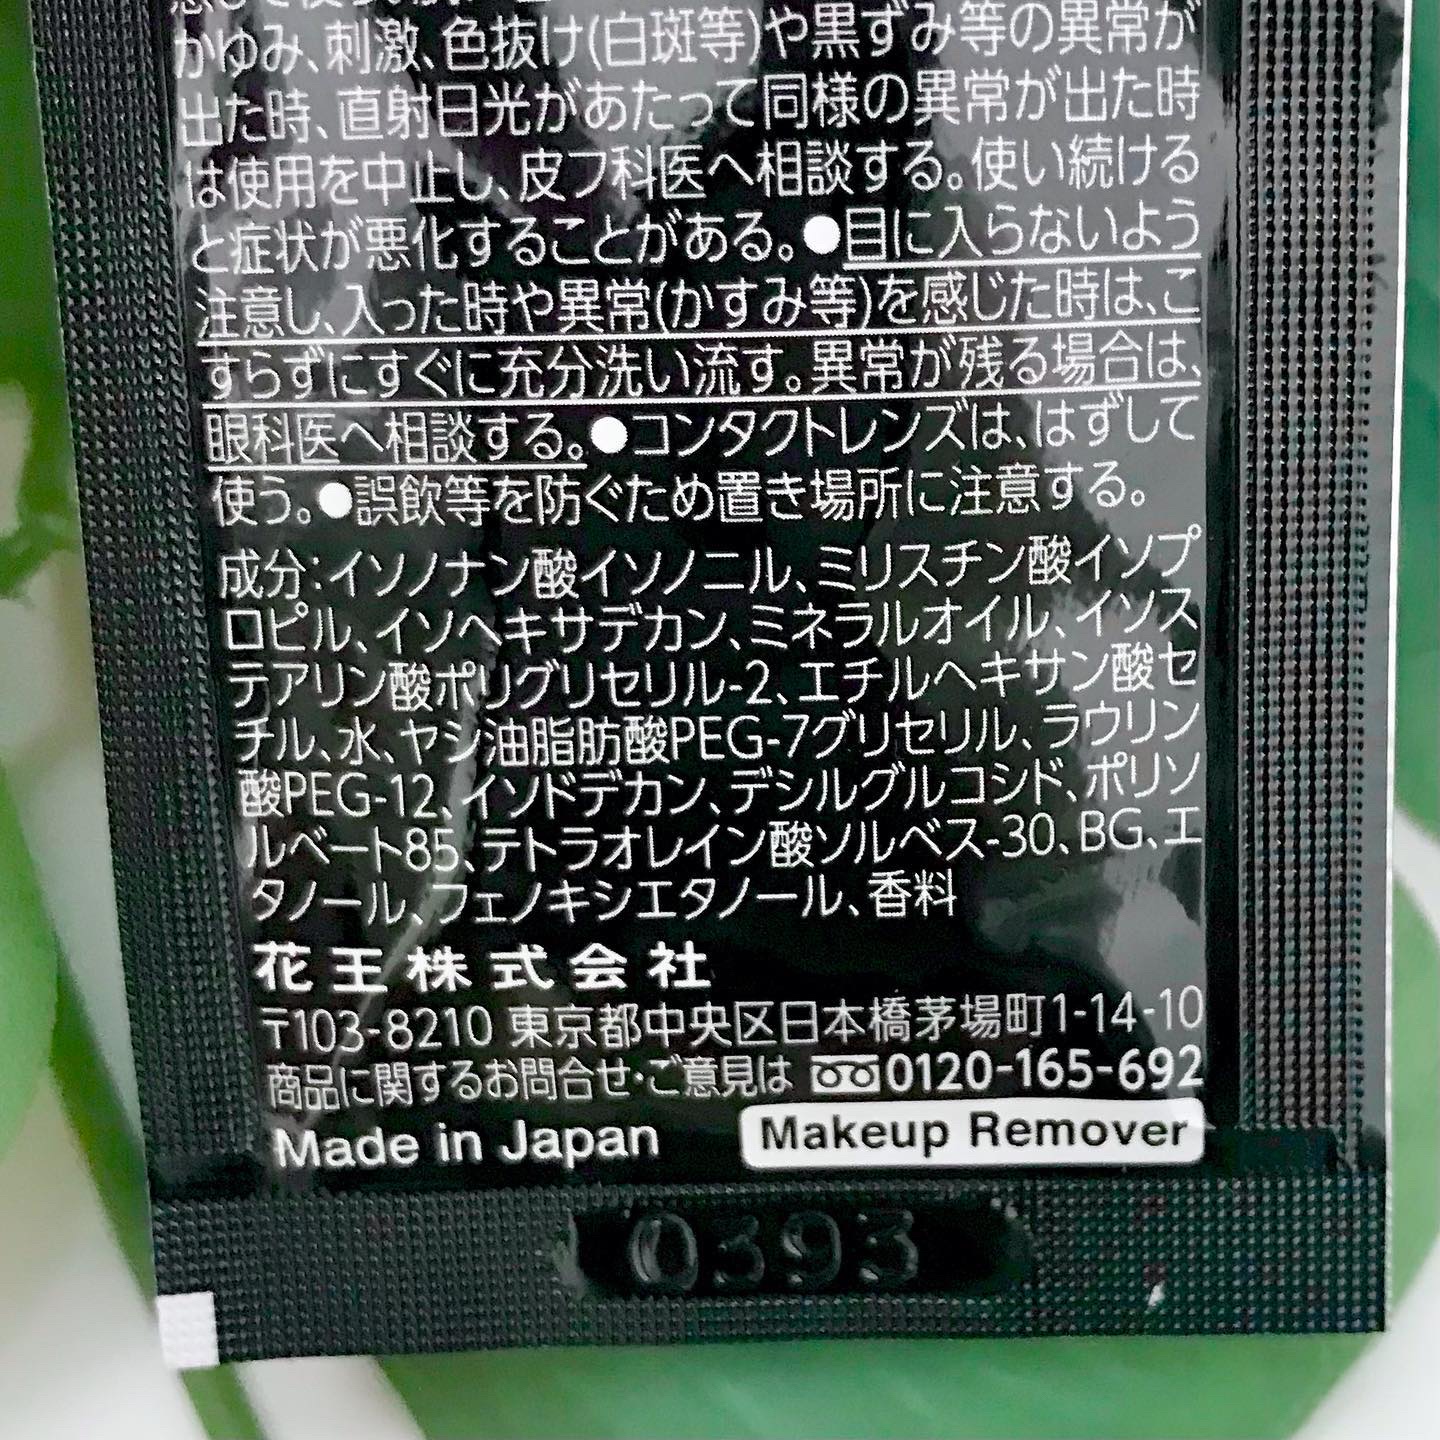 かゆみ、刺激、色抜け(白斑等)や黒ずみ等の異常が
出た時、直射日光があたって同様の異常が出た時
は使用を中止し、皮フ科医へ相談する。使い続ける
と症状が悪化することがある。●目に入らないよう
注意し、入った時や異常(かすみ等)を感じた時は、こ
すらずにすぐに充分洗い流す。異常が残る場合は、
眼科医へ相談する。●コンタクトレンズは、はずして
使う。●誤飲等を防ぐため置き場所に注意する。
成分:イソノナン酸イソノニル、ミリスチン酸イソプ
ロピル、イソヘキサデカン、ミネラルオイル、イソス
テアリン酸ポリグリセリル-2、エチルヘキサン酸セ
チル、水、ヤシ油脂肪酸PEG-7グリセリル、ラウリン
酸PEG-12、イソドデカン、デシルグルコシド、ポリソ
ルベート85、テトラオレイン酸ソルベス-30、BG、エ
タノール、フェノキシエタノール、香料
花王株式会社
〒103-8210 東京都中央区日本橋茅場町1-14-10
商品に関するお問合せ・ご意見は 0120-165-692
Made in Japan Makeup Remover
0393